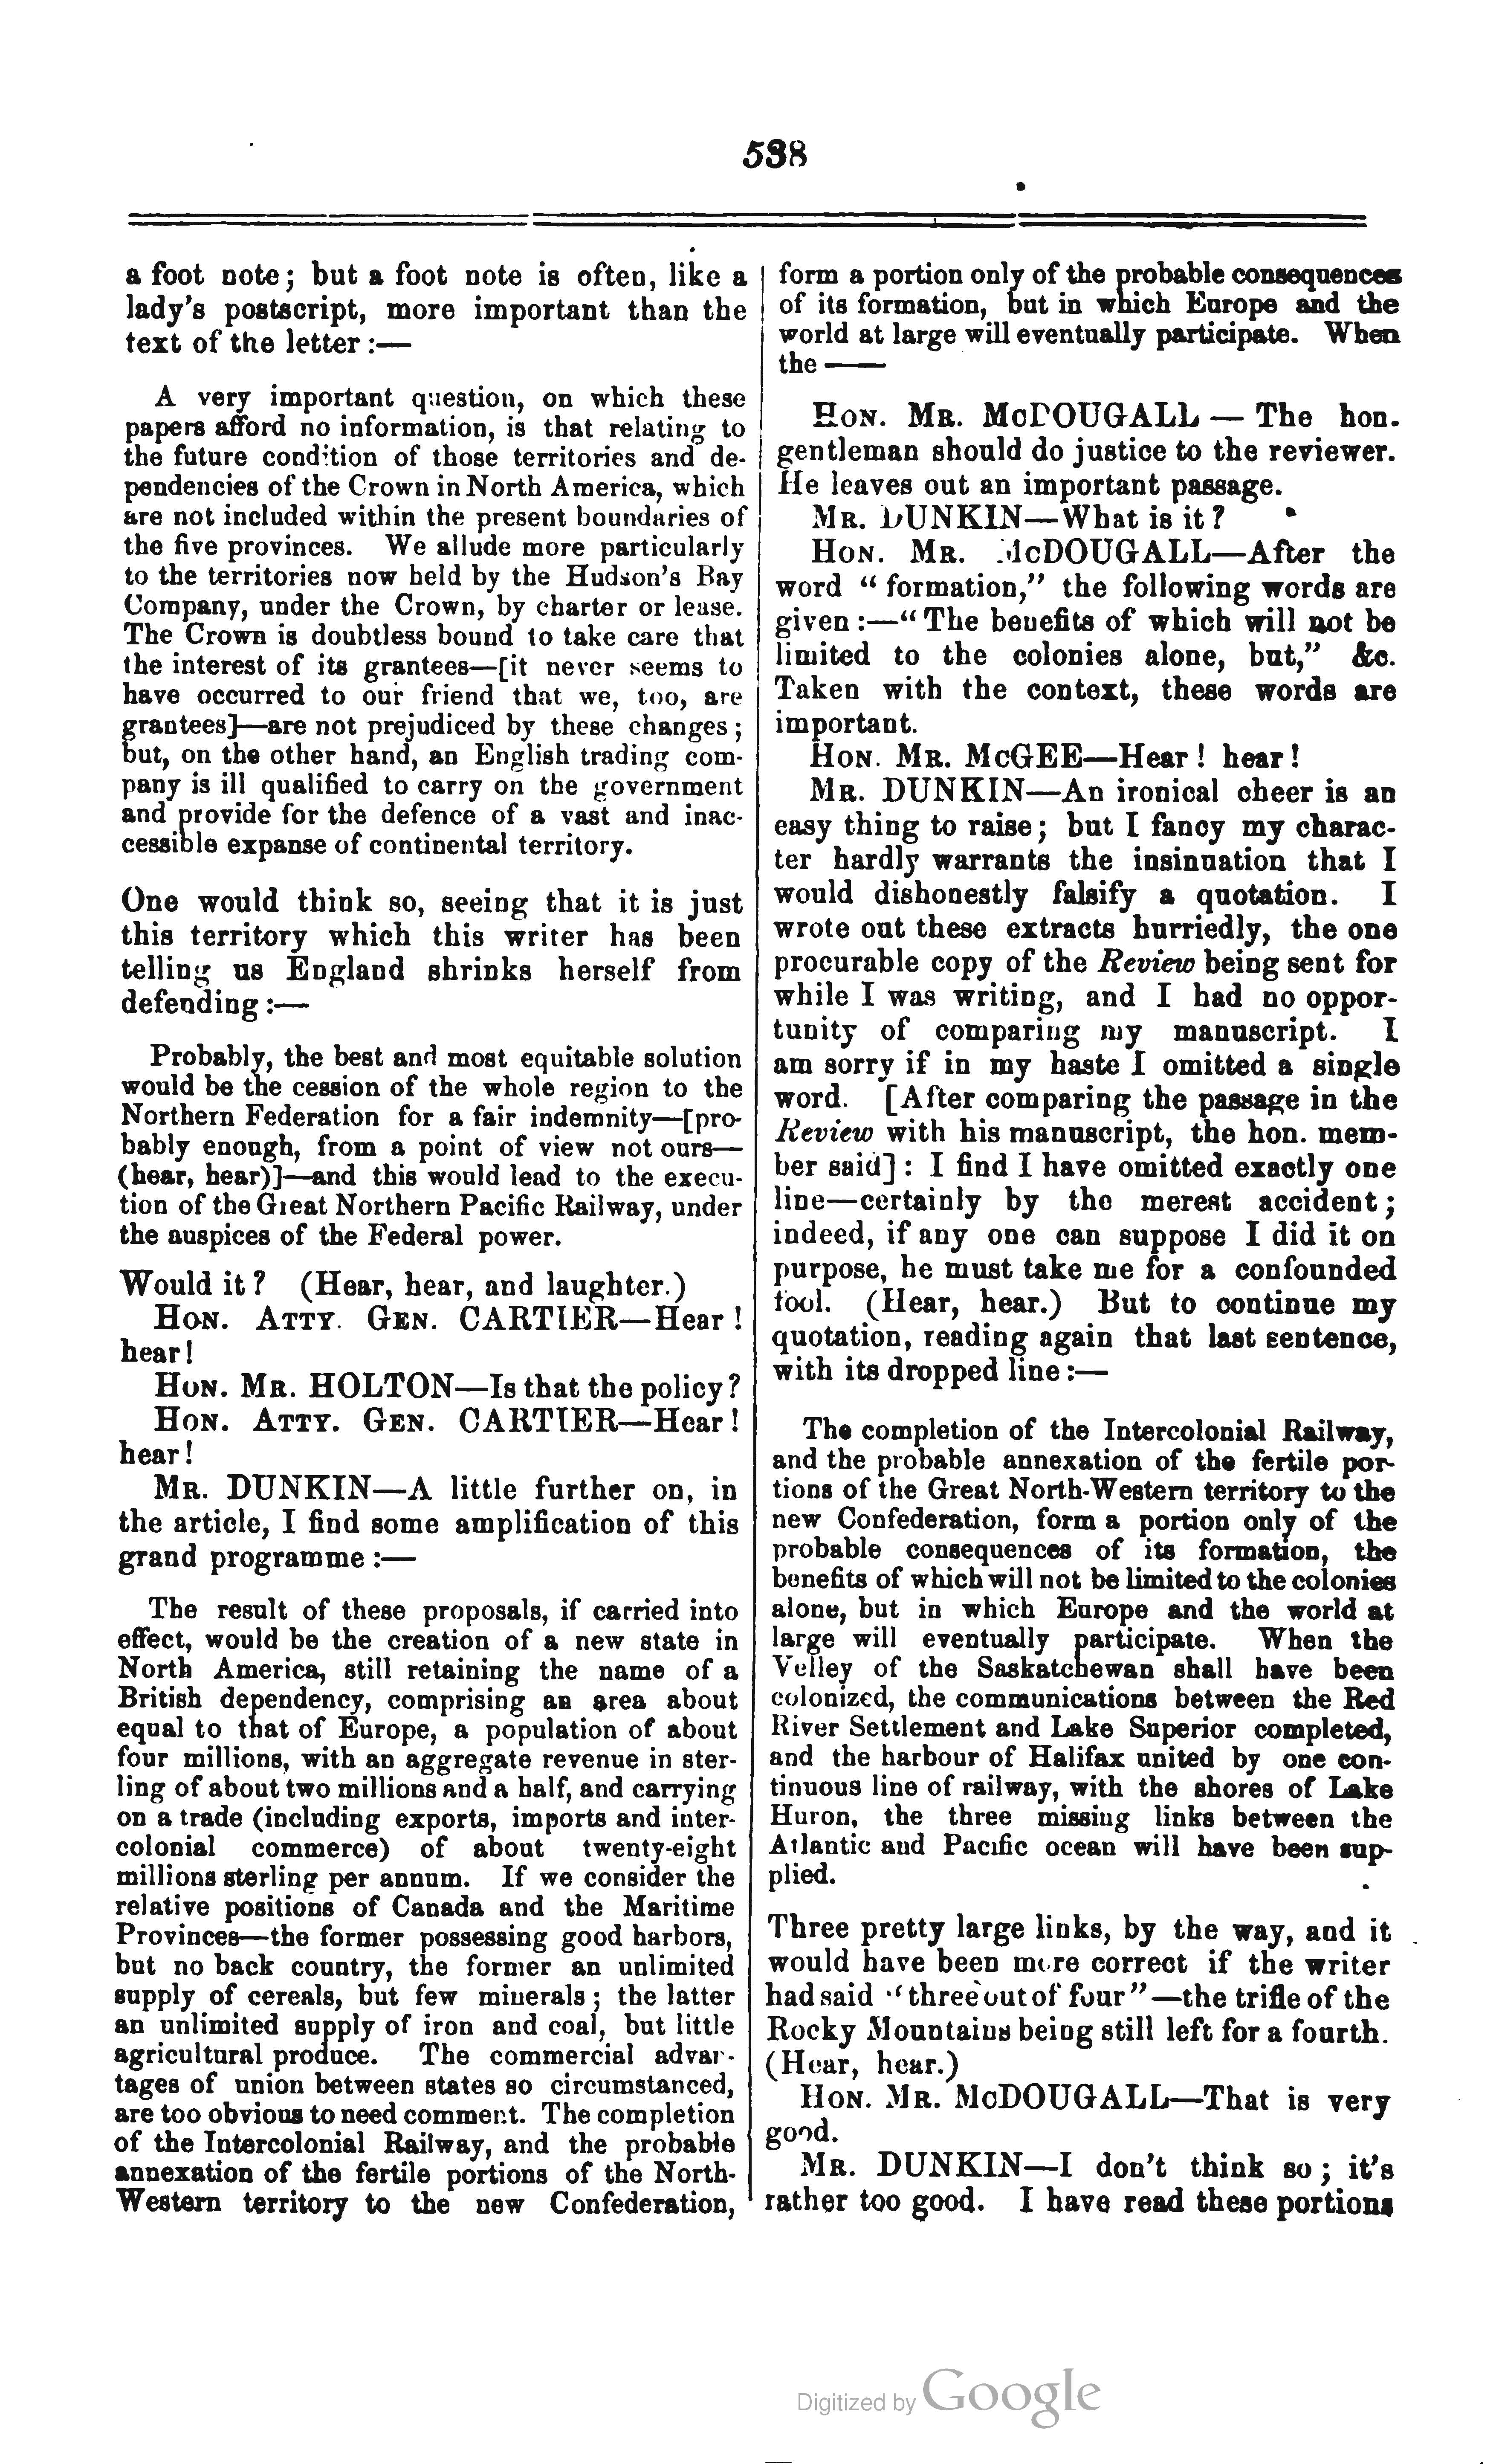 538
a foot note; but a foot note is often, like a
lady's postscript, more important than the
text of the letter :—
A very important question, on which these
papers afford no information, is that relating to
the future condition of those territories and de-
pendencies of the Crown in North America, which
are not included within the present boundaries of
the five provinces. We allude more particularly
to the territories now held by the Hudson's Bay
Company, under the Crown, by charter or lease.
The Crown is doubtless bound to take care that
the interest of its grantees—[it never seems to
have occurred to our friend that we, too, are
grantees]—are not prejudiced by these changes;
but, on the other hand, an English trading com-
pany is ill qualified to carry on the government
and provide for the defence of a vast and inac-
cessible expanse of continental territory.
One would think so, seeing that it is just
this territory which this writer has been
telling us England shrinks herself from
defending :—
Probably, the best and most equitable solution
would be the cession of the whole region to the
Northern Federation for a fair indemnity—[pro-
bably enough, from a point of view not ours—
(hear, hear)]—and this would lead to the execu-
tion of the Great Northern Pacific Railway, under
the auspices of the Federal power.
Would it? (Hear, hear, and laughter.)
HON. ATTY. GEN. CARTIER—Hear!
hear!
HON. MR. HOLTON—Is that the policy?
HON. ATTY. GEN. CARTIER—Hear!
hear!
MR. DUNKIN—A little further on, in
the article, I find some amplification of this
grand programme :—
The result of these proposals, if carried into
effect, would be the creation of a new state in
North America, still retaining the name of a
British dependency, comprising an area about
equal to that of Europe, a population of about
four millions, with an aggregate revenue in ster-
ling of about two millions and a half, and carrying
on a trade (including exports, imports and inter-
colonial commerce) of about twenty-eight
millions sterling per annum. If we consider the
relative positions of Canada and the Maritime
Provinces—the former possessing good harbors,
but no back country, the former an unlimited
supply of cereals, but few minerals; the latter
an unlimited supply of iron and coal, but little
agricultural produce. The commercial advan-
tages of union between states so circumstanced,
are too obvious to need comment. The completion
of the Intercolonial Railway, and the probable
annexation of the fertile portions of the North-
Western territory to the new Confederation,
form a portion only of the probable consequences
of its formation, but in which Europe and the
world at large will eventually participate. When
the ——
HON. MR. McDOUGALL — The hon.
gentleman should do justice to the reviewer.
He leaves out an important passage.
MR. DUNKIN—What is it?
HON. MR. McDOUGALL—After the
word "formation," the following words are
given :—"The benefits of which will not be
limited to the colonies alone, but," &c.
Taken with the context, these words are
important.
HON. MR. McGEE—Hear! hear!
MR. DUNKIN—An ironical cheer is an
easy thing to raise; but I fancy my charac-
ter hardly warrants the insinuation that I
would dishonestly falsify a quotation. I
wrote out these extracts hurriedly, the one
procurable copy of the Review being sent for
while I was writing, and I had no oppor-
tunity of comparing my manuscript. I
am sorry if in my haste I omitted a single
word. [After comparing the passage in the
Review with his manuscript, the hon. mem-
ber said]: I find I have omitted exactly one
line—certainly by the merest accident;
indeed, if any one can suppose I did it on
purpose, he must take me for a confounded
fool. (Hear, hear.) But to continue my
quotation, reading again that last sentence,
with its dropped line :—
The completion of the Intercolonial Railway,
and the probable annexation of the fertile por-
tions of the Great North-Western territory to the
new Confederation, form a portion only of the
probable consequences of its formation, the
benefits of which will not be limited to the colonies
alone, but in which Europe and the world at
large will eventually participate. When the
Valley of the Saskatchewan shall have been
colonized, the communications between the Red
River Settlement and Lake Superior completed,
and the harbour of Halifax united by one con-
tinuous line of railway, with the shores of Lake
Huron, the three missing links between the
Atlantic and Pacific ocean will have been sup-
plied.
Three pretty large links, by the way, and it
would have been more correct if the writer
had said "three out of four"—the trifle of the
Rocky Mountains being still left for a fourth.
(Hear, hear.)
HON. MR. McDOUGALL—That is very
good.
MR. DUNKIN—I don't think so; it's
rather too good. I have read these portions
Digitized by Google